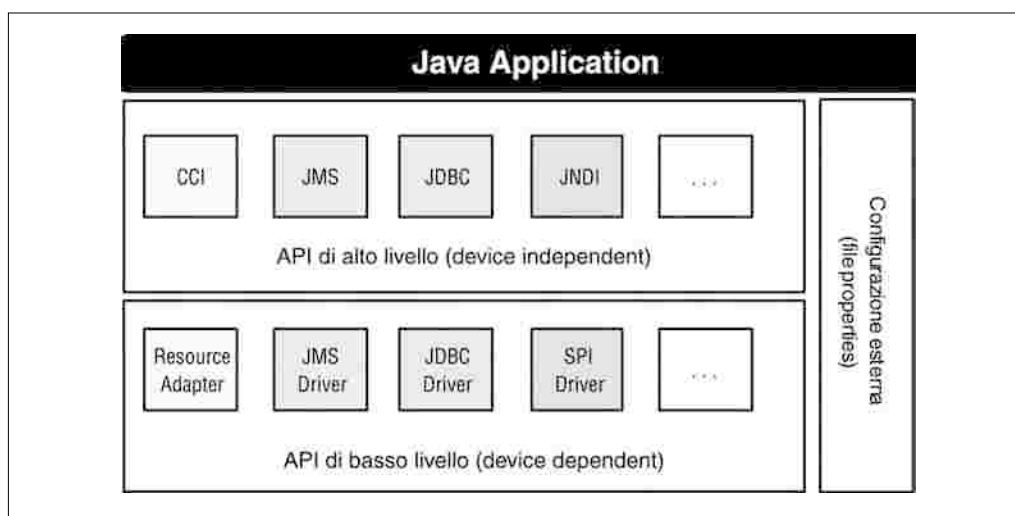 Java Application
CCI
JMS
JDBC
JNDI
...
API di alto livello (device independent)
Resource
Adapter
JMS
Driver
JDBC
Driver
SPI
Driver
...
API di basso livello (device dependent)
Configurazione esterna
(file properties)